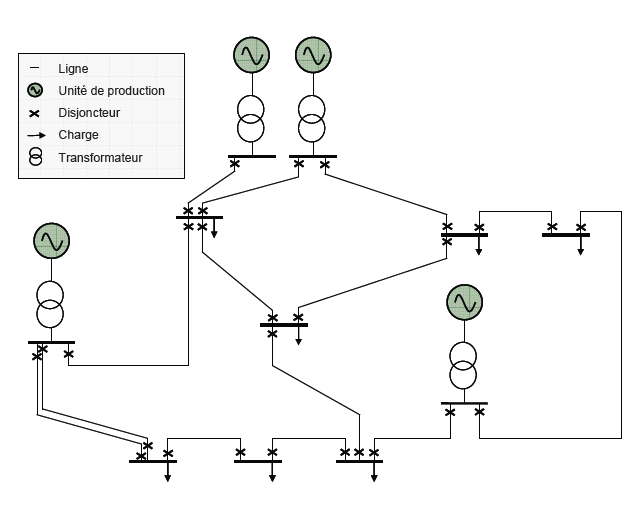 Ligne
Unité de production
Disjoncteur
Charge
Transformateur